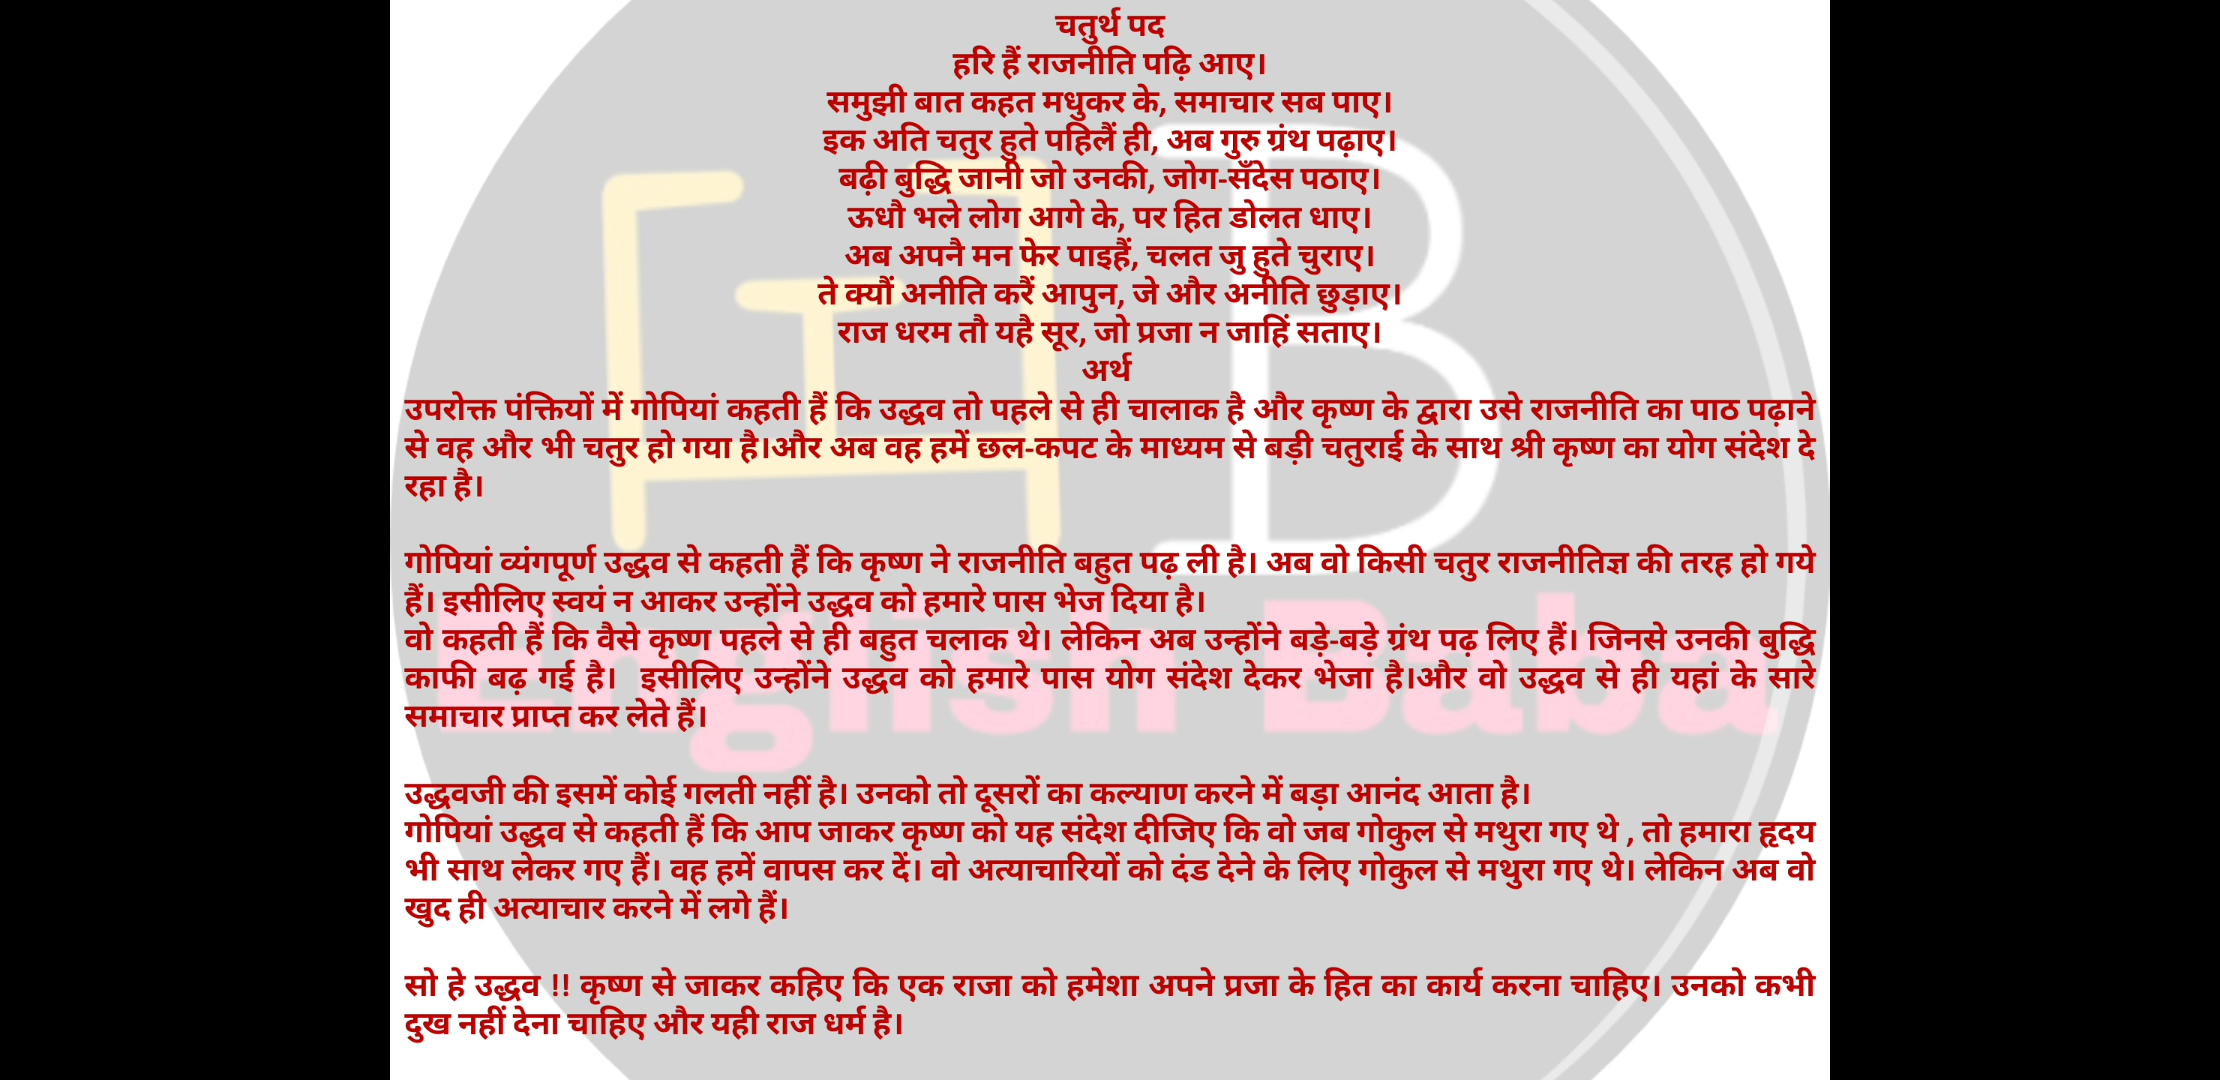 चतुर्थ पद
हरि हैं राजनीति पढ़ि आए।
समुझी बात कहत मधुकर के, समाचार सब पाए।
इक अति चतुर हुते पहिलैं ही, अब गुरु ग्रंथ पढ़ाए।
बढ़ी बुद्धि जानी जो उनकी, जोग-सँदेस पठाए।
ऊधौ भले लोग आगे के, पर हित डोलत धाए।
अब अपनै मन फेर पाइहैं, चलत जु हुते चुराए।
ते क्यौं अनीति करैं आपुन, जे और अनीति छुड़ाए।
राज धरम तौ यहै सूर, जो प्रजा न जाहिं सताए।
अर्थ
उपरोक्त पंक्तियों में गोपियां कहती हैं कि उद्धव तो पहले से ही चालाक है और कृष्ण के द्वारा उसे राजनीति का पाठ पढ़ाने
से वह और भी चतुर हो गया है।और अब वह हमें छल-कपट के माध्यम से बड़ी चतुराई के साथ श्री कृष्ण का योग संदेश दे
रहा है।
गोपियां व्यंगपूर्ण उद्धव से कहती हैं कि कृष्ण ने राजनीति बहुत पढ़ ली है। अब वो किसी चतुर राजनीतिज्ञ की तरह हो गये
हैं। इसीलिए स्वयं न आकर उन्होंने उद्धव को हमारे पास भेज दिया है।
वो कहती हैं कि वैसे कृष्ण पहले से ही बहुत चलाक थे। लेकिन अब उन्होंने बड़े-बड़े ग्रंथ पढ़ लिए हैं। जिनसे उनकी बुद्धि
काफी बढ़ गई है। इसीलिए उन्होंने उद्धव को हमारे पास योग संदेश देकर भेजा है।और वो उद्धव से ही यहां के सारे
समाचार प्राप्त कर लेते हैं।
English Baba
उद्धवजी की इसमें कोई गलती नहीं है। उनको तो दूसरों का कल्याण करने में बड़ा आनंद आता है।
गोपियां उद्धव से कहती हैं कि आप जाकर कृष्ण को यह संदेश दीजिए कि वो जब गोकुल से मथुरा गए थे , तो हमारा हृदय
भी साथ लेकर गए हैं। वह हमें वापस कर दें। वो अत्याचारियों को दंड देने के लिए गोकुल से मथुरा गए थे। लेकिन अब वो
खुद ही अत्याचार करने में लगे हैं।
सो हे उद्धव !! कृष्ण से जाकर कहिए कि एक राजा को हमेशा अपने प्रजा के हित का कार्य करना चाहिए। उनको कभी
दुख नहीं देना चाहिए और यही राज धर्म है।